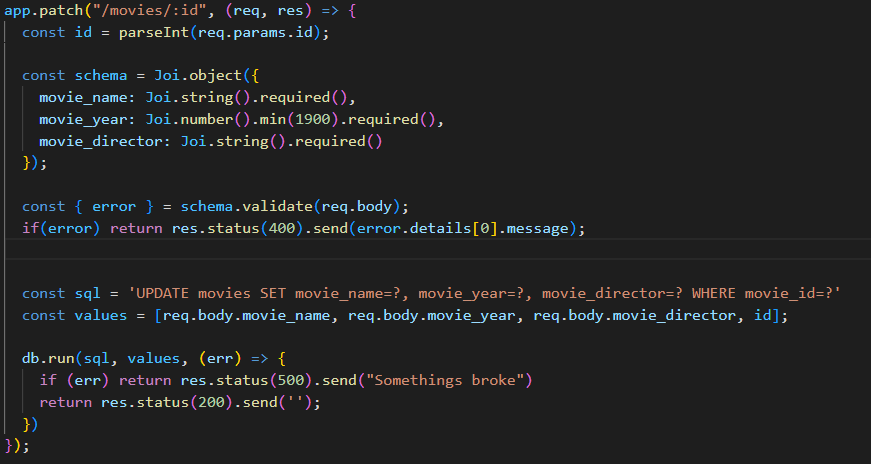 app.patch("/movies/:id", (req, res) => {
  const id = parseInt(req.params.id);
  const schema = Joi.object({
    movie_name: Joi.string().required(),
    movie_year: Joi.number().min(1900).required(),
    movie_director: Joi.string().required()
  });
  const { error } = schema.validate(req.body);
  if(error) return res.status(400).send(error.details[0].message);
  const sql = 'UPDATE movies SET movie_name=?, movie_year=?, movie_director=? WHERE movie_id=?'
  const values = [req.body.movie_name, req.body.movie_year, req.body.movie_director, id];
  db.run(sql, values, (err) => {
    if (err) return res.status(500).send("Somethings broke")
    return res.status(200).send('');
  })
});